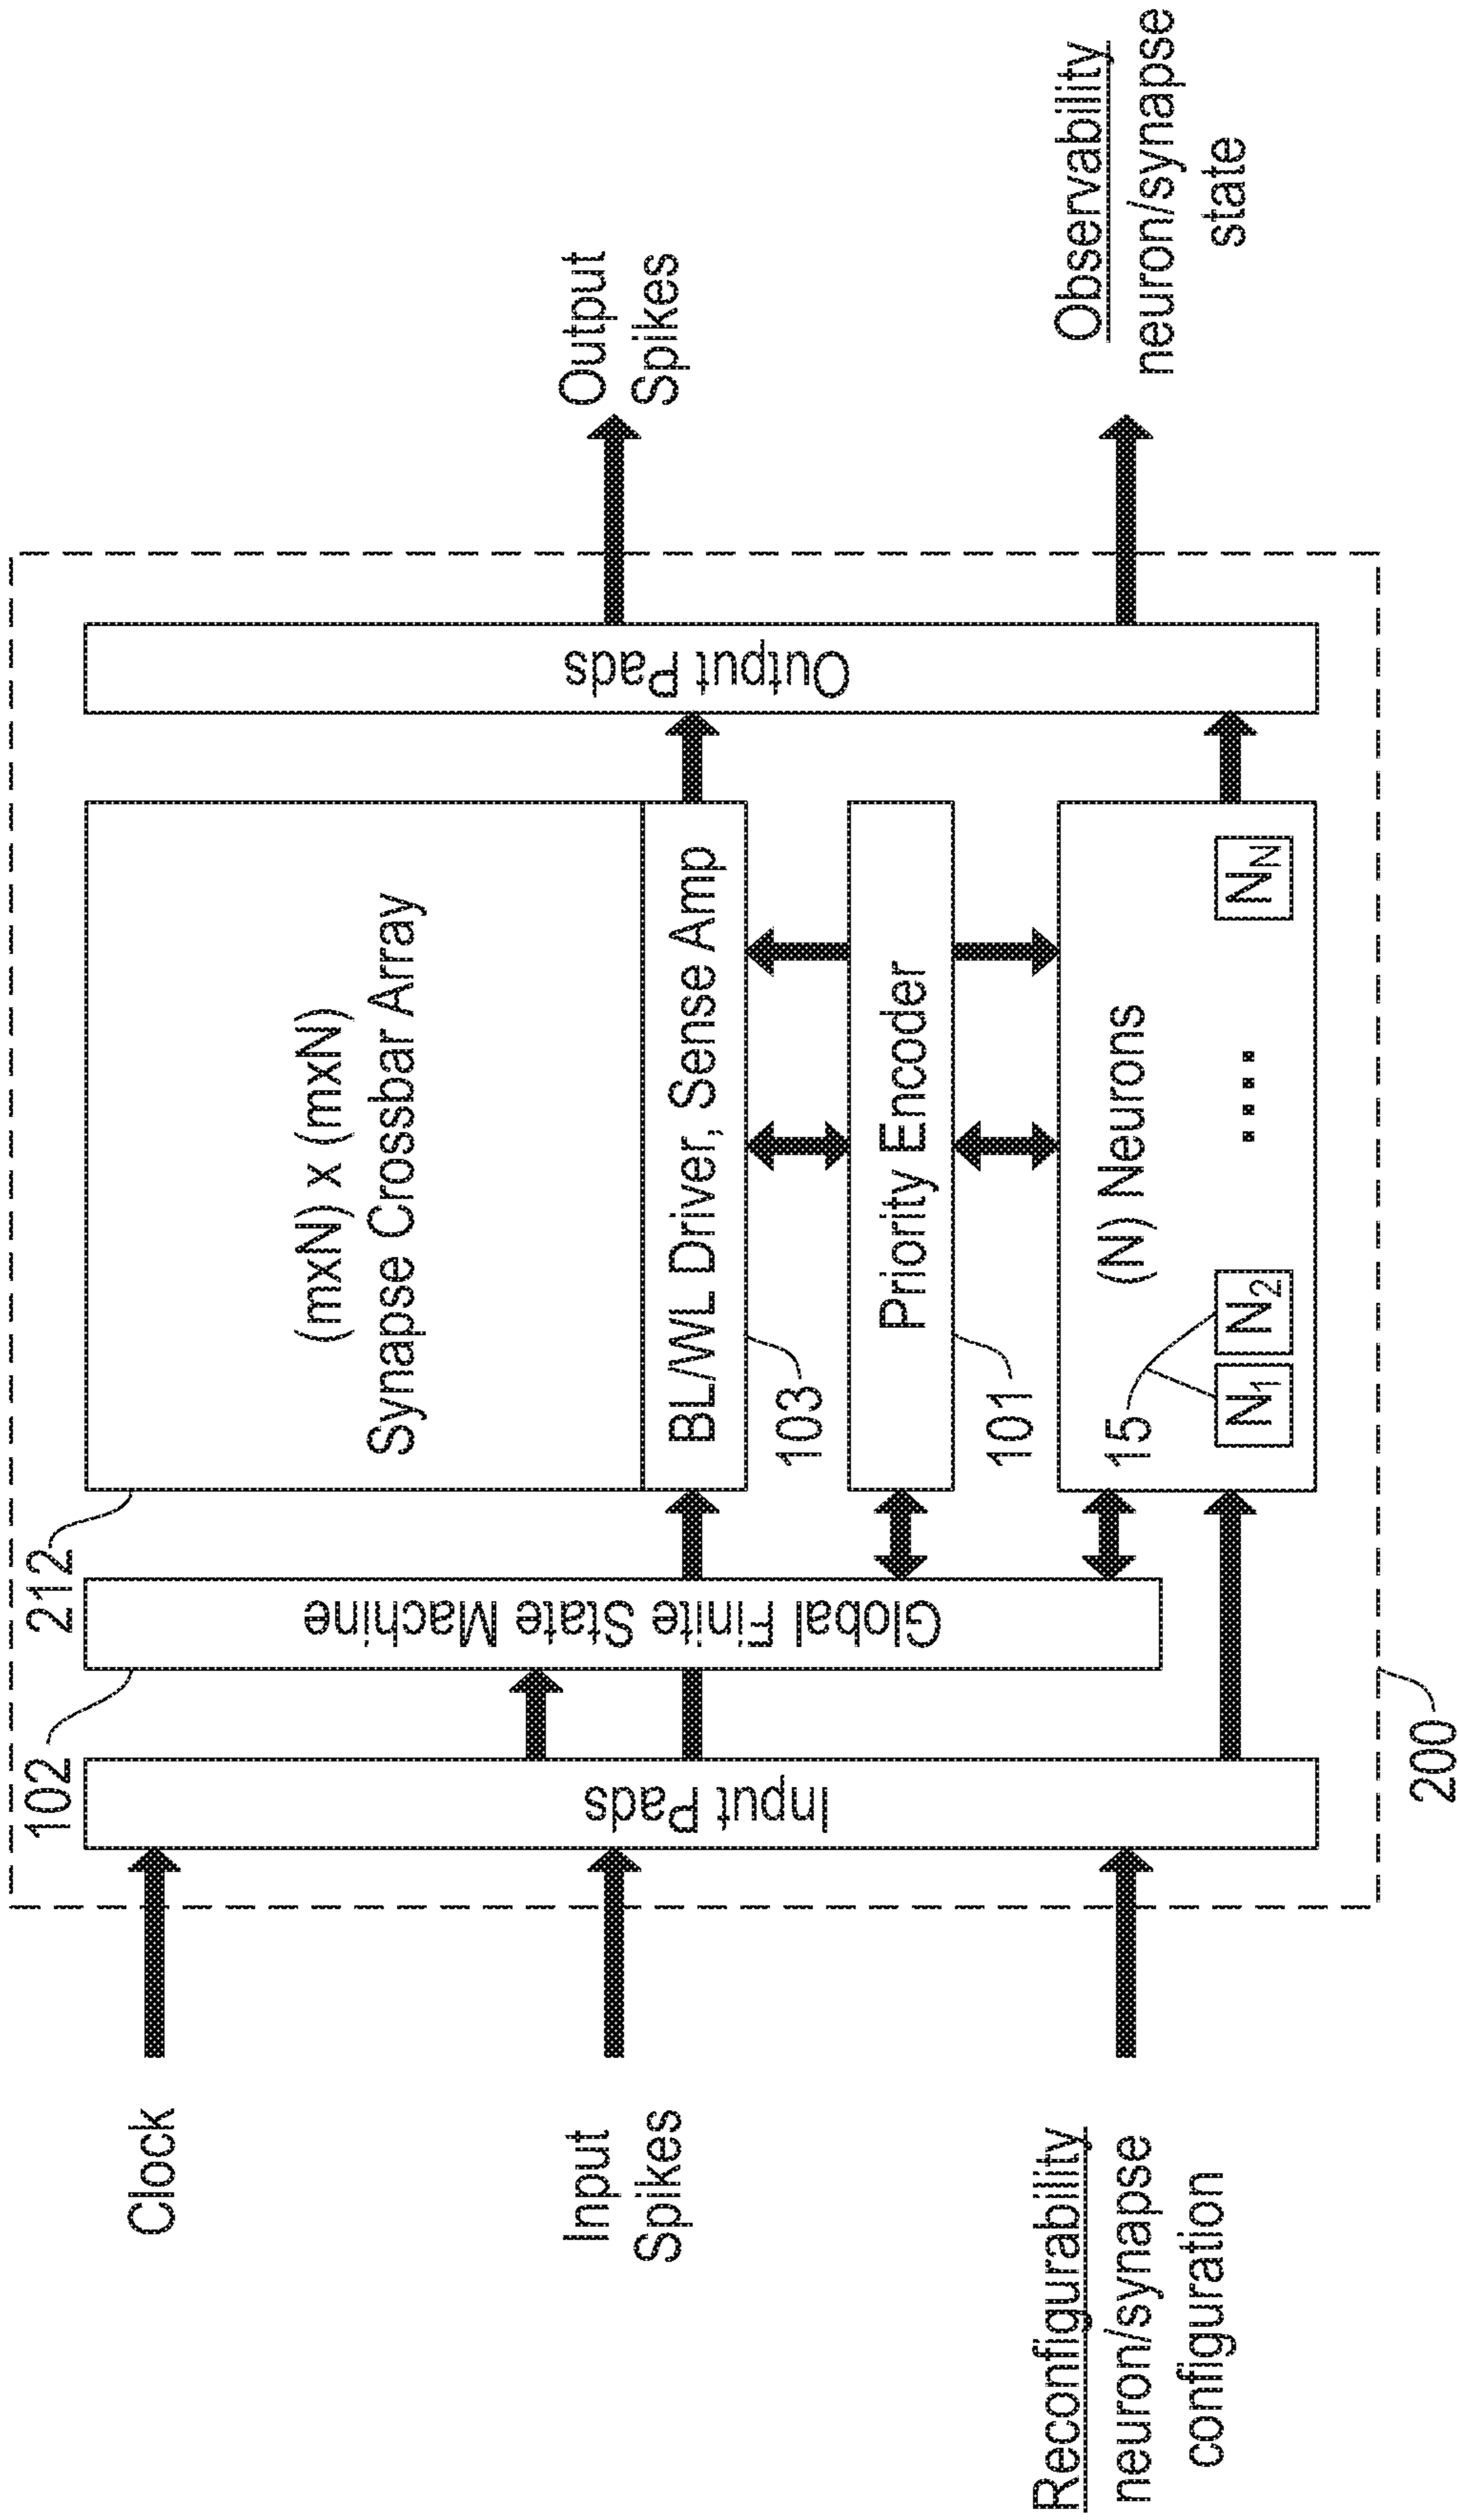 Clock
Input
Spikes
Reconfigurability
neuron/synapse
configuration
200
102
Input Pads
Global Finite State Machine
212
(mxN) x (mxN)
Synapse Crossbar Array
BL/WL Driver, Sense Amp
103
Priority Encoder
101
(N) Neurons
15
N1
N2
....
NN
Output Pads
Output
Spikes
Observability
neuron/synapse
state